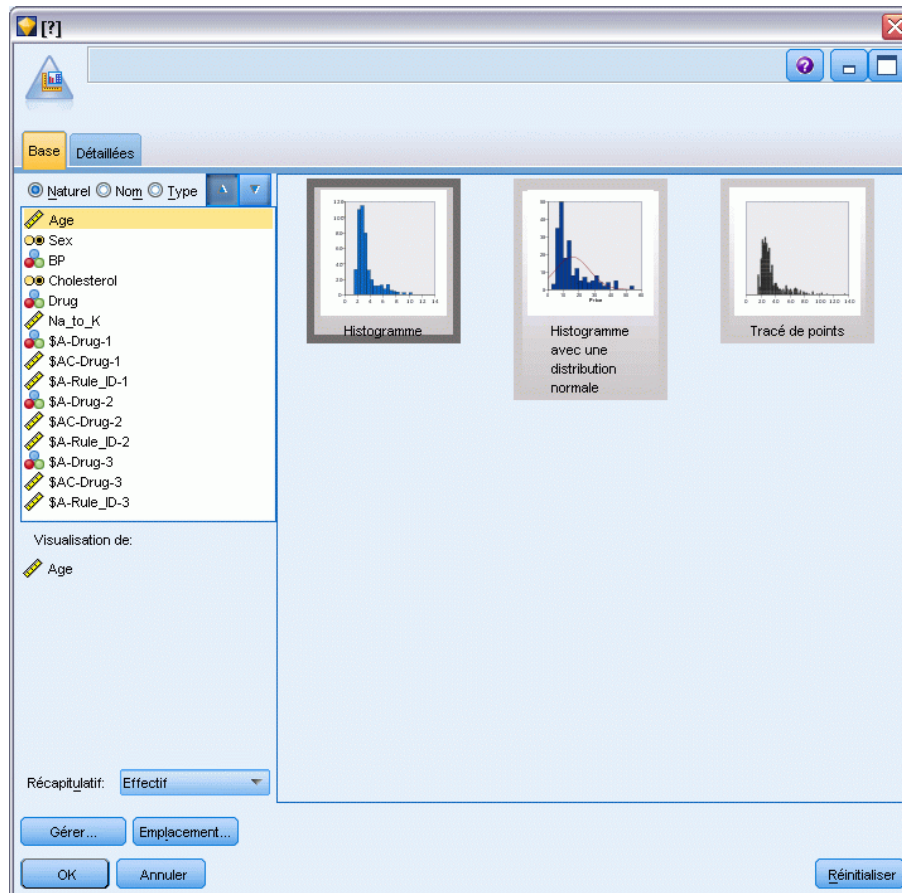 [?]
Base
Détaillées
Naturel Nom Type
Age
Sex
BP
Cholesterol
Drug
Na_to_K
$A-Drug-1
$AC-Drug-1
$A-Rule_ID-1
$A-Drug-2
$AC-Drug-2
$A-Rule_ID-2
$A-Drug-3
$AC-Drug-3
$A-Rule_ID-3
Histogramme
Histogramme
avec une
distribution
normale
Tracé de points
Visualisation de:
Age
Récapitulatif:
Effectif
Gérer...
Emplacement...
OK
Annuler
Réinitialiser